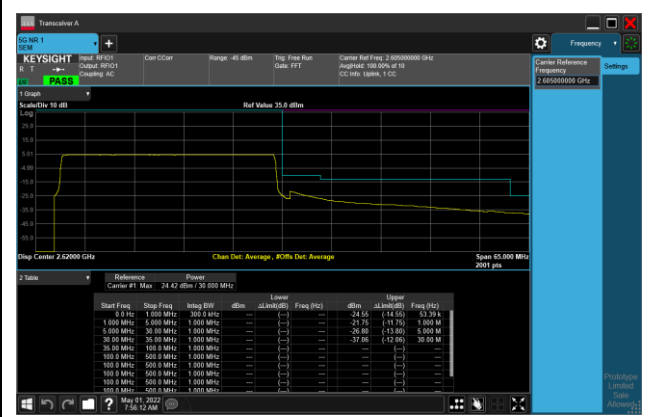 Transceiver A
5G NR 1
SEM
Frequency
KEYSIGHT Input: RFIO1 Corr CCorr Range: -45 dBm Trig: Free Run Carrier Ref Freq: 2.605000000 GHz
R T Output: RFIO1 Gate: FFT Avg|Hold: 100.00% of 10
Coupling: AC CC Info: Uplink, 1 CC
PASS
Carrier Reference
Frequency
2.605000000 GHz
Settings
1 Graph
Scale/Div 10 dB Ref Value 35.0 dBm
Log
25.0
15.0
5.01
-4.99
-15.0
-25.0
-35.0
-45.0
-55.0
Disp Center 2.62000 GHz Chan Det: Average , #Offs Det: Average Span 65.000 MHz
2001 pts
2 Table
Reference Power
Carrier #1 Max 24.42 dBm / 30.000 MHz
Lower Upper
Start Freq Stop Freq Integ BW dBm ΔLimit(dB) Freq (Hz) dBm ΔLimit(dB) Freq (Hz)
0.0 Hz 1.000 MHz 300.0 kHz --- (---) --- -24.55 (-14.55) 53.39 k
1.000 MHz 5.000 MHz 1.000 MHz --- (---) --- -21.75 (-11.75) 1.000 M
5.000 MHz 30.00 MHz 1.000 MHz --- (---) --- -26.80 (-13.80) 5.000 M
30.00 MHz 35.00 MHz 1.000 MHz --- (---) --- -37.06 (-12.06) 30.00 M
35.00 MHz 100.0 MHz 1.000 MHz --- (---) --- --- (---) ---
100.0 MHz 500.0 MHz 1.000 MHz --- (---) --- --- (---) ---
100.0 MHz 500.0 MHz 1.000 MHz --- (---) --- --- (---) ---
100.0 MHz 500.0 MHz 1.000 MHz --- (---) --- --- (---) ---
100.0 MHz 500.0 MHz 1.000 MHz --- (---) --- --- (---) ---
Prototype
Limited
Sale
Allowed
May 01, 2022
7:56:12 AM